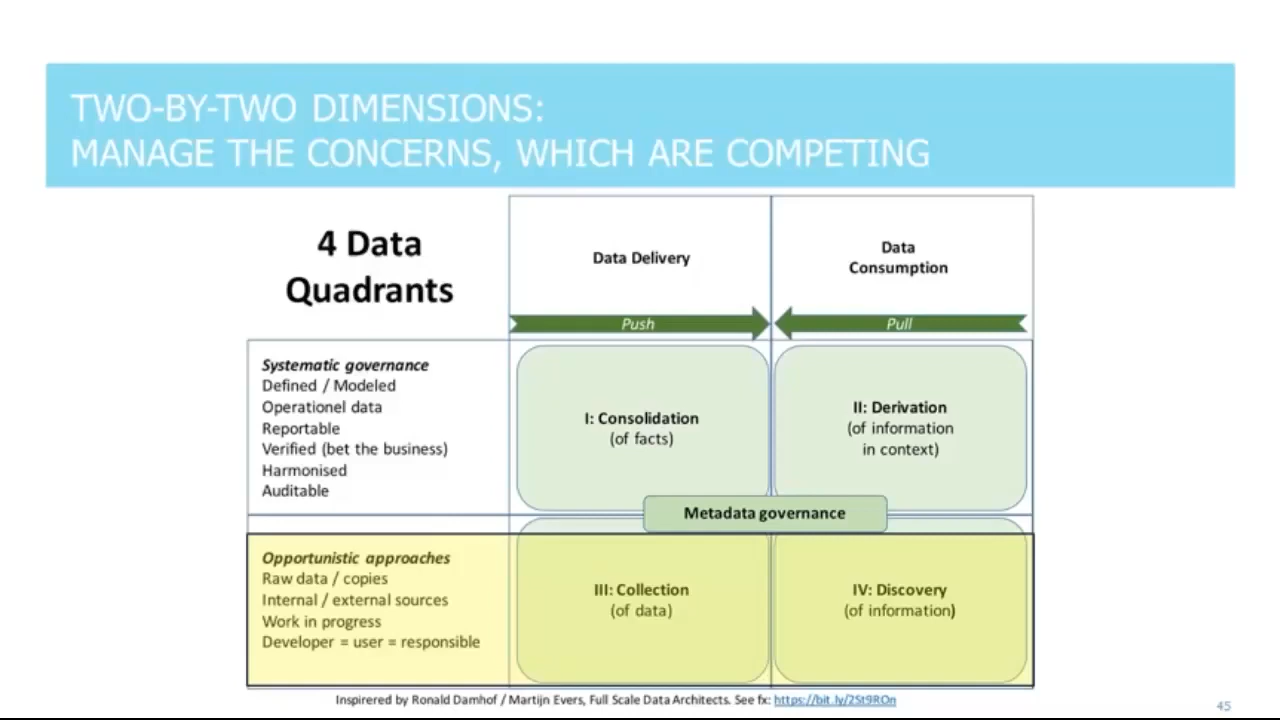 TWO-BY-TWO DIMENSIONS:
MANAGE THE CONCERNS, WHICH ARE COMPETING
4 Data
Quadrants
Data Delivery
Data
Consumption
Push
Pull
Systematic governance
Defined / Modeled
Operationel data
Reportable
Verified (bet the business)
Harmonised
Auditable
I: Consolidation
(of facts)
II: Derivation
(of information
in context)
Metadata governance
Opportunistic approaches
Raw data / copies
Internal / external sources
Work in progress
Developer = user = responsible
III: Collection
(of data)
IV: Discovery
(of information)
Inspirered by Ronald Damhof / Martijn Evers, Full Scale Data Architects. See fx: https://bit.ly/2St9ROn
45